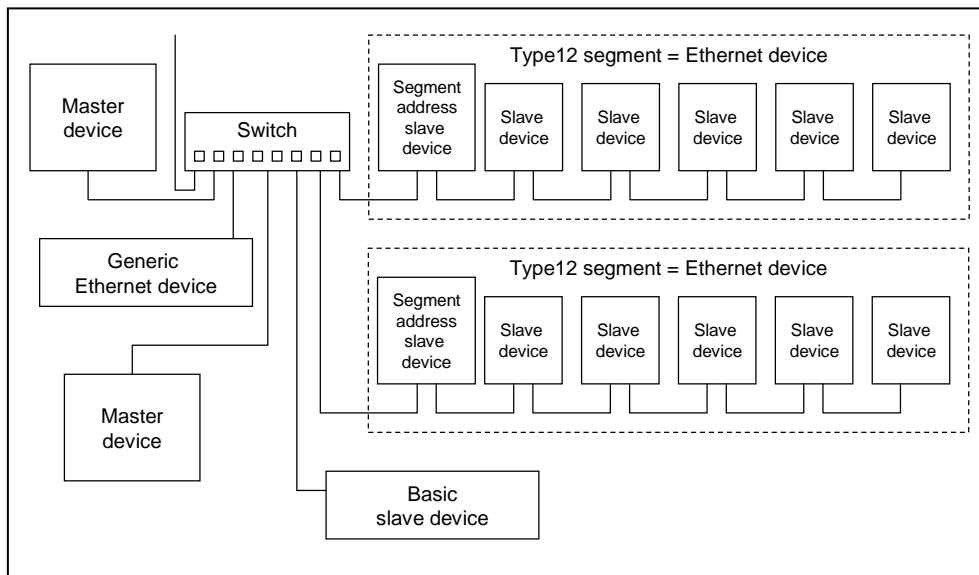 Master
device
Switch
Generic
Ethernet device
Master
device
Basic
slave device
Type12 segment = Ethernet device
Segment
address
slave
device
Slave
device
Slave
device
Slave
device
Slave
device
Slave
device
Type12 segment = Ethernet device
Segment
address
slave
device
Slave
device
Slave
device
Slave
device
Slave
device
Slave
device